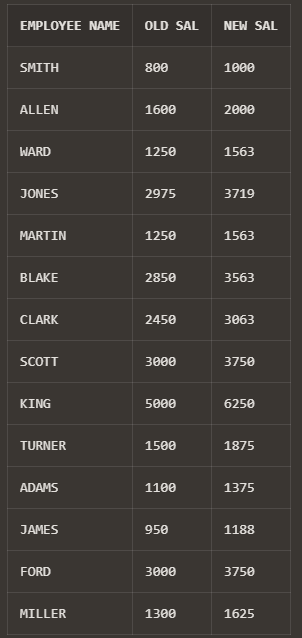 EMPLOYEE NAME OLD SAL NEW SAL
SMITH 800 1000
ALLEN 1600 2000
WARD 1250 1563
JONES 2975 3719
MARTIN 1250 1563
BLAKE 2850 3563
CLARK 2450 3063
SCOTT 3000 3750
KING 5000 6250
TURNER 1500 1875
ADAMS 1100 1375
JAMES 950 1188
FORD 3000 3750
MILLER 1300 1625